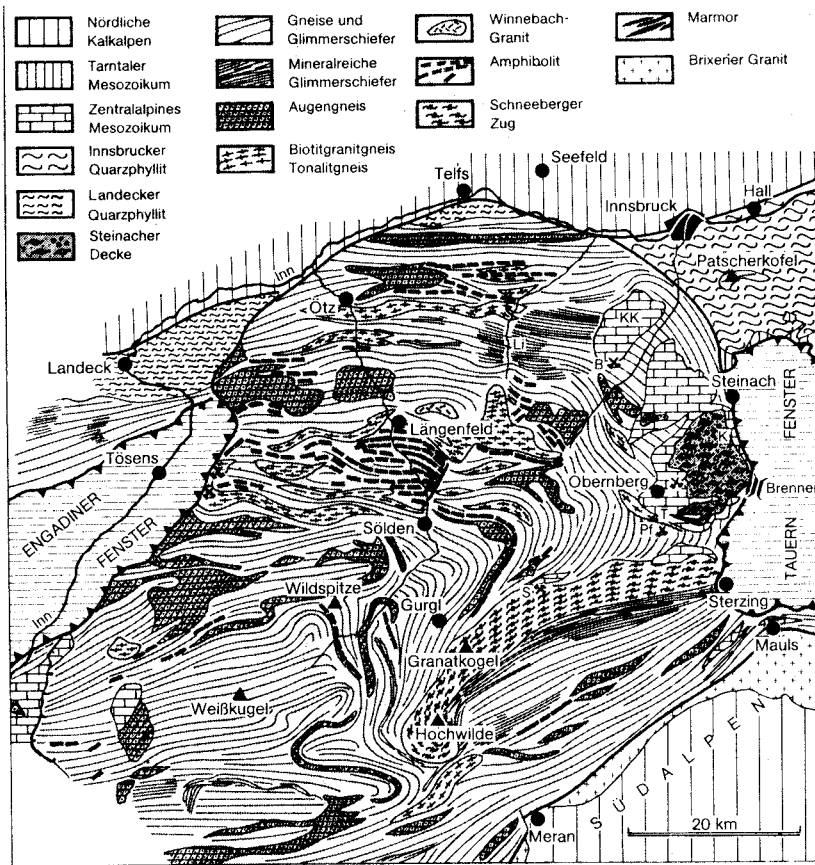 Nördliche
Kalkalpen
Tarntaler
Mesozoikum
Zentralalpines
Mesozoikum
Innsbrucker
Quarzphyllit
Landecker
Quarzphyllit
Steinacher
Decke
Gneise und
Glimmerschiefer
Mineralreiche
Glimmerschiefer
Augengneis
Biotitgranitgneis
Tonalitgneis
Winnebach-
Granit
Amphibolit
Schneeberger
Zug
Marmor
Brixener Granit
Seefeld
Telfs
Hall
Innsbruck
Patscherkofel
Inn
Ötz
KK
Li
B
Landeck
Steinach
Längenfeld
K
FENSTER
Tösens
Obernberg
Brenner
ENGADINER
FENSTER
Sölden
Pf
TAUERN
Wildspitze
S
Gurgl
Sterzing
Inn
Mauls
Granatkogel
Weißkugel
Hochwilde
SÜDALPEN
20 km
Meran